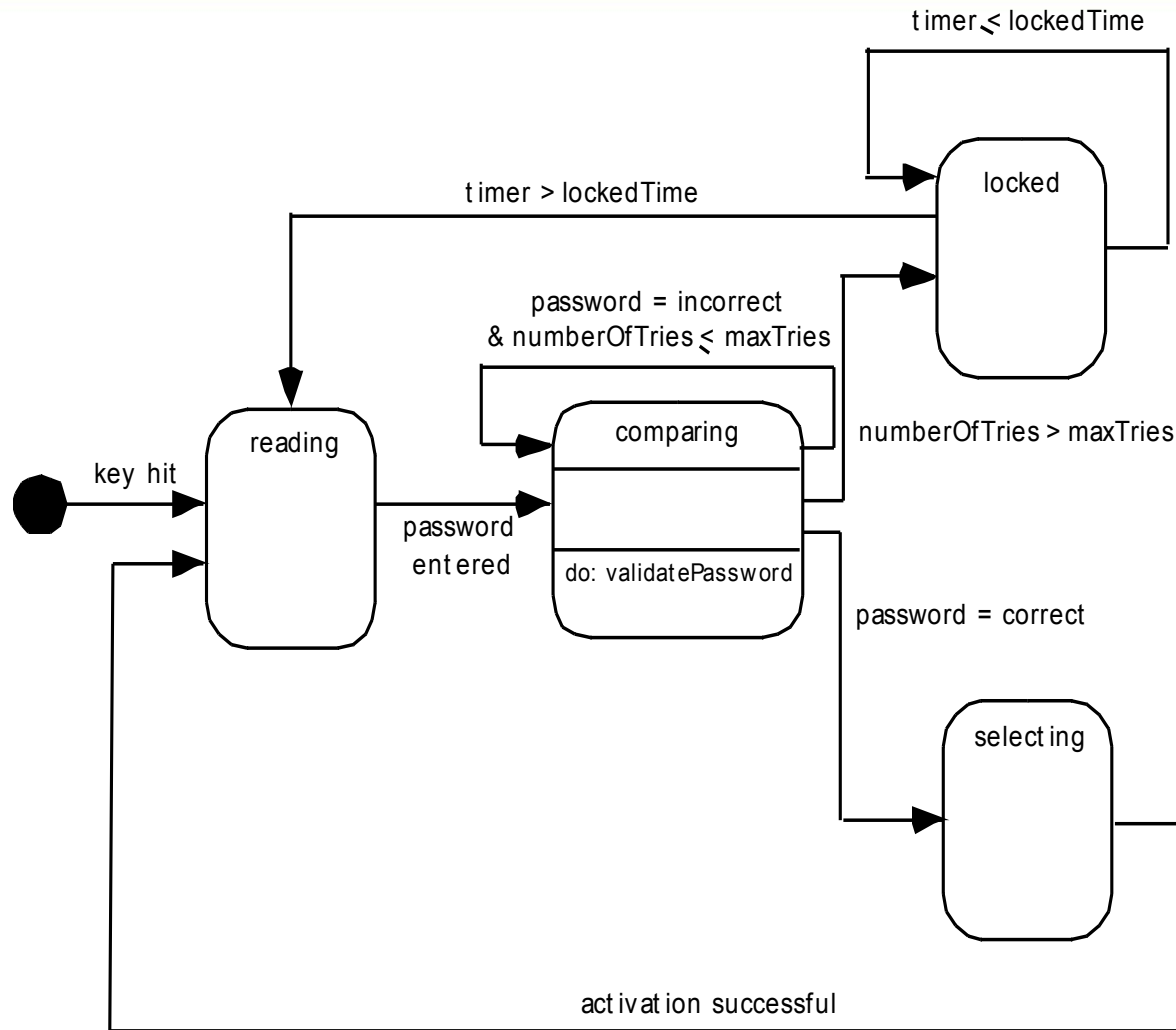 timer ≤ lockedTime
locked
timer > lockedTime
password = incorrect
& numberOfTries ≤ maxTries
comparing
numberOfTries > maxTries
reading
key hit
password
entered
do: validatePassword
password = correct
selecting
activation successful